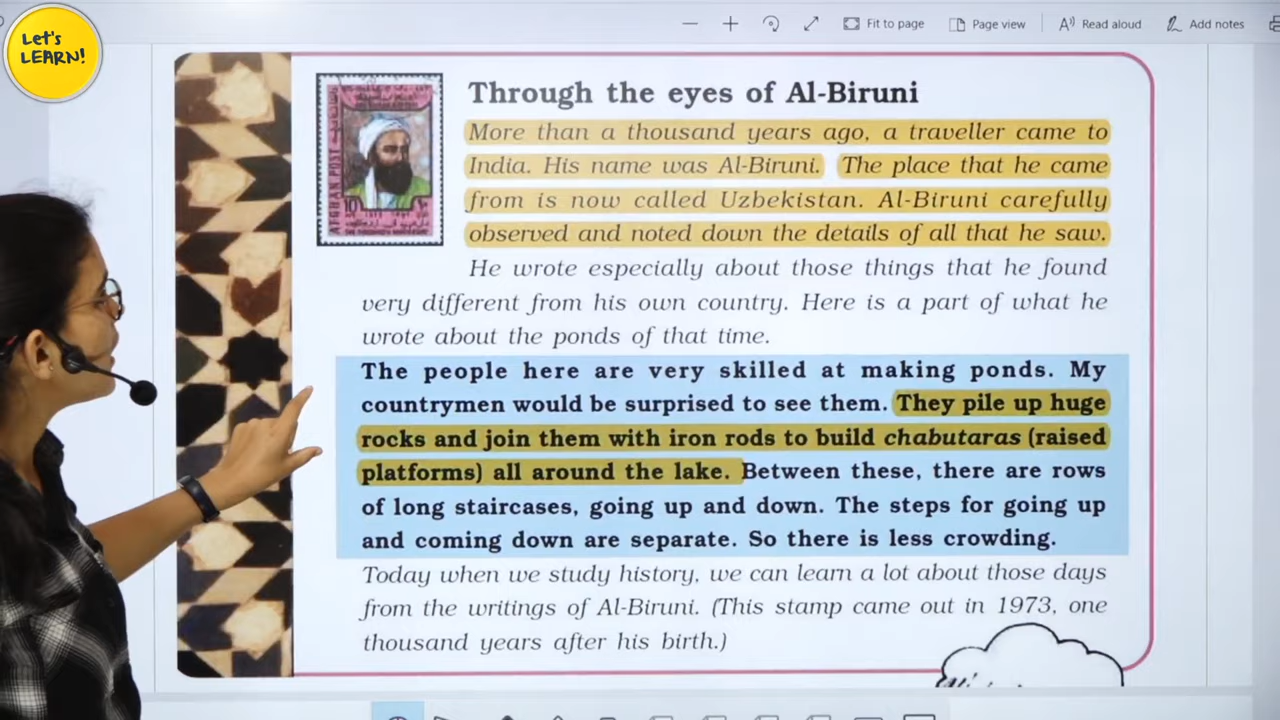 Let's
LEARN!
Fit to page
Page view
Read aloud
Add notes
AFGHAN POST
Through the eyes of Al-Biruni
More than a thousand years ago, a traveller came to
India. His name was Al-Biruni. The place that he came
from is now called Uzbekistan. Al-Biruni carefully
observed and noted down the details of all that he saw.
He wrote especially about those things that he found
very different from his own country. Here is a part of what he
wrote about the ponds of that time.
The people here are very skilled at making ponds. My
countrymen would be surprised to see them. They pile up huge
rocks and join them with iron rods to build chabutaras (raised
platforms) all around the lake. Between these, there are rows
of long staircases, going up and down. The steps for going up
and coming down are separate. So there is less crowding.
Today when we study history, we can learn a lot about those days
from the writings of Al-Biruni. (This stamp came out in 1973, one
thousand years after his birth.)